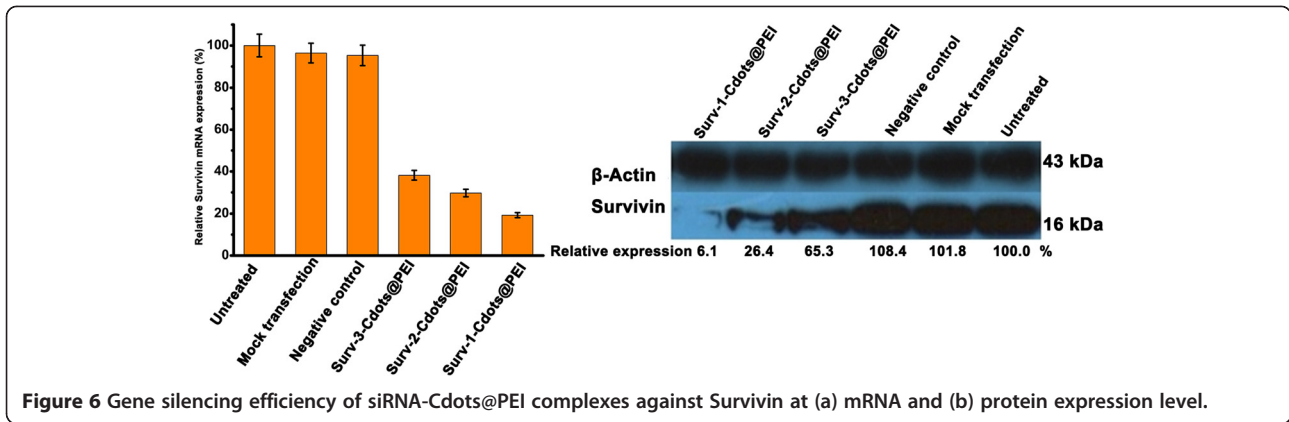 Relative Survivin mRNA expression (%)
100
80
60
40
20
0
Untreated
Mock transfection
Negative control
Surv-3-Cdots@PEI
Surv-2-Cdots@PEI
Surv-1-Cdots@PEI
Surv-1-Cdots@PEI
Surv-2-Cdots@PEI
Surv-3-Cdots@PEI
Negative control
Mock transfection
Untreated
β-Actin
43 kDa
Survivin
16 kDa
Relative expression 6.1 26.4 65.3 108.4 101.8 100.0 %
Figure 6 Gene silencing efficiency of siRNA-Cdots@PEI complexes against Survivin at (a) mRNA and (b) protein expression level.